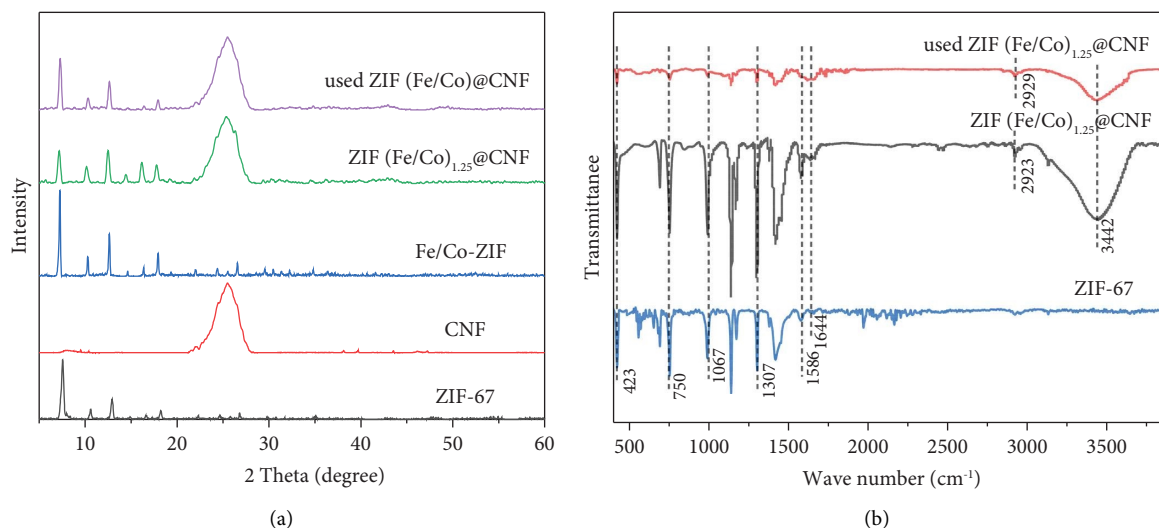 used ZIF (Fe/Co)@CNF
ZIF (Fe/Co)1.25@CNF
Fe/Co-ZIF
CNF
ZIF-67
Intensity
10 20 30 40 50 60
2 Theta (degree)
(a)
used ZIF (Fe/Co)1.25@CNF
2929
ZIF (Fe/Co)1.25@CNF
2923
3442
ZIF-67
423
750
1067
1307
1586
1644
Transmittanee
500 1000 1500 2000 2500 3000 3500
Wave number (cm-1)
(b)